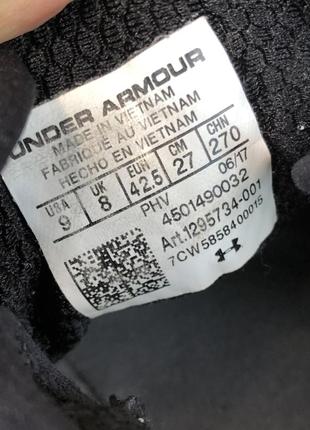 UNDER ARMOUR
MADE IN VIETNAM
FABRIQUÉ AU VIETNAM
HECHO EN VIETNAM
USA UK EUR CM CHN
9 8 42.5 27 270
PHV 06/17
4501490032
Art.1295734-001
7CW5858400015